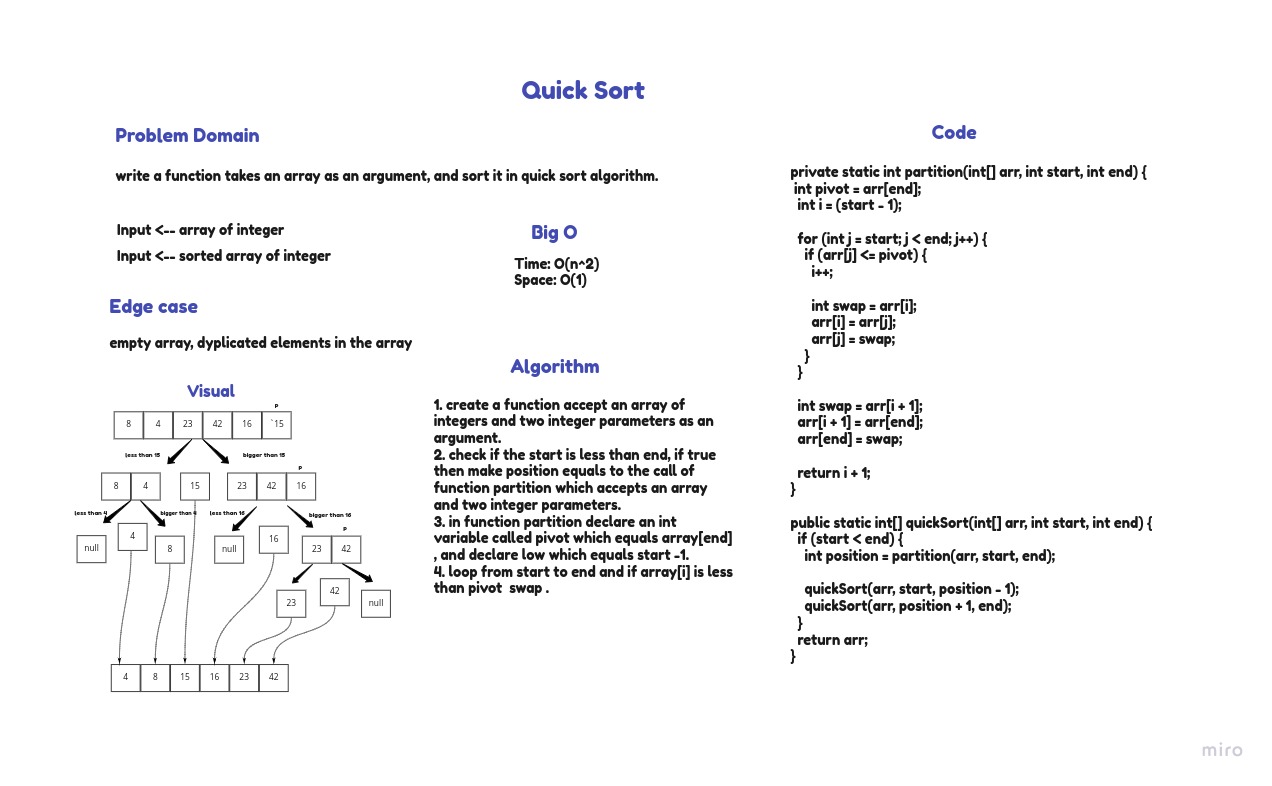 Quick Sort
Problem Domain
write a function takes an array as an argument, and sort it in quick sort algorithm.
Input <-- array of integer
Input <-- sorted array of integer
Edge case
empty array, dyplicated elements in the array
Visual
P
8 4 23 42 16 `15
less than 15 bigger than 15
P
8 4 15 23 42 16
less than 4 bigger than 4 less than 16 bigger than 16
P
null 4 8 null 16 23 42
23 42 null
4 8 15 16 23 42
Big O
Time: O(n^2)
Space: O(1)
Algorithm
1. create a function accept an array of
integers and two integer parameters as an
argument.
2. check if the start is less than end, if true
then make position equals to the call of
function partition which accepts an array
and two integer parameters.
3. in function partition declare an int
variable called pivot which equals array[end]
, and declare low which equals start -1.
4. loop from start to end and if array[i] is less
than pivot  swap .
Code
private static int partition(int[] arr, int start, int end) {
int pivot = arr[end];
int i = (start - 1);
for (int j = start; j < end; j++) {
if (arr[j] <= pivot) {
i++;
int swap = arr[i];
arr[i] = arr[j];
arr[j] = swap;
}
}
int swap = arr[i + 1];
arr[i + 1] = arr[end];
arr[end] = swap;
return i + 1;
}
public static int[] quickSort(int[] arr, int start, int end) {
if (start < end) {
int position = partition(arr, start, end);
quickSort(arr, start, position - 1);
quickSort(arr, position + 1, end);
}
return arr;
}
miro